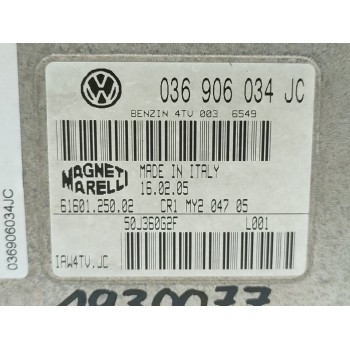 036 906 034 JC
BENZIN 4TV 003 6549
MAGNETI MARELLI
MADE IN ITALY
16.02.05
61601.250.02 CR1 MY2 047 05
50J360G2F L001
IAW4TV.JC
036906034JC
1930077